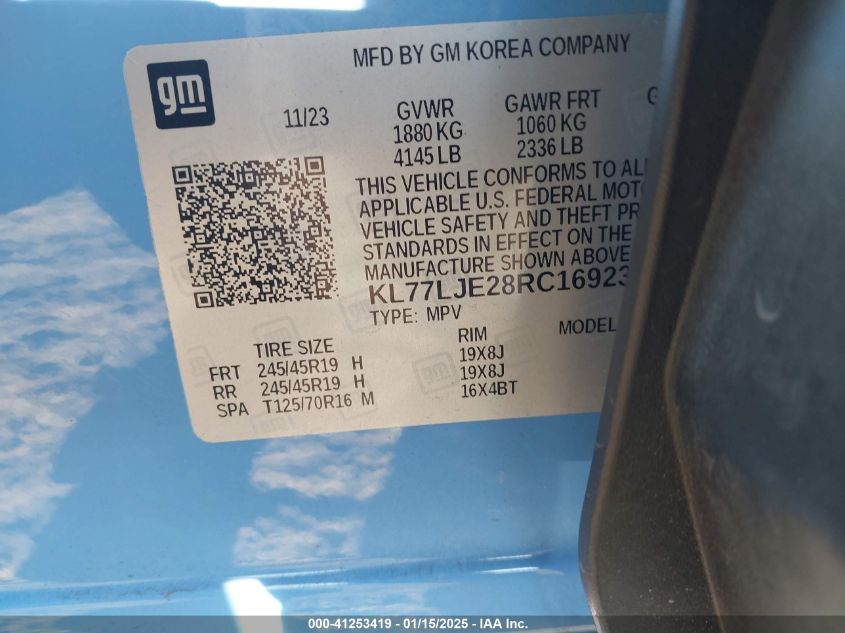 MFD BY GM KOREA COMPANY
gm
11/23
GVWR
1880 KG
4145 LB
GAWR FRT
1060 KG
2336 LB
G
THIS VEHICLE CONFORMS TO ALL
APPLICABLE U.S. FEDERAL MOTO
VEHICLE SAFETY AND THEFT PR
STANDARDS IN EFFECT ON THE
MANUFACTURE SHOWN ABOVE
KL77LJE28RC16923
TYPE: MPV
MODEL
TIRE SIZE
RIM
FRT 245/45R19 H 19X8J
RR 245/45R19 H 19X8J
SPA T125/70R16 M 16X4BT
000-41253419 - 01/15/2025 - IAA Inc.